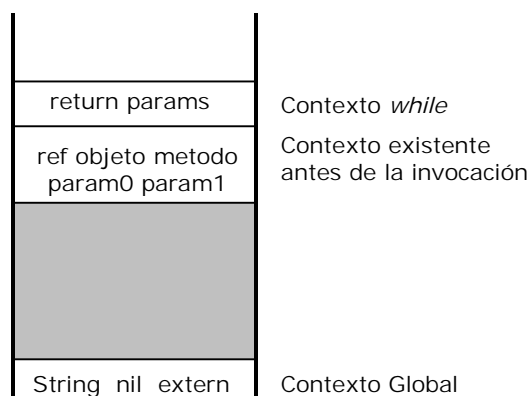 return params
Contexto while
ref objeto metodo
param0 param1
Contexto existente
antes de la invocación
String nil extern
Contexto Global